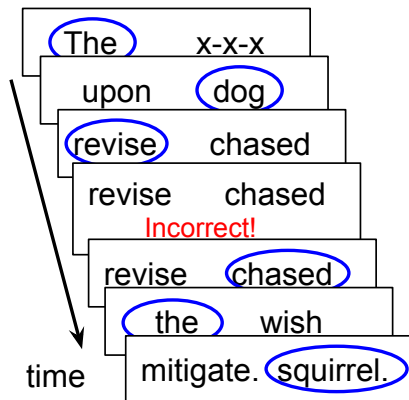 The x-x-x
upon dog
revise chased
revise chased
Incorrect!
revise chased
the wish
mitigate. squirrel.
time